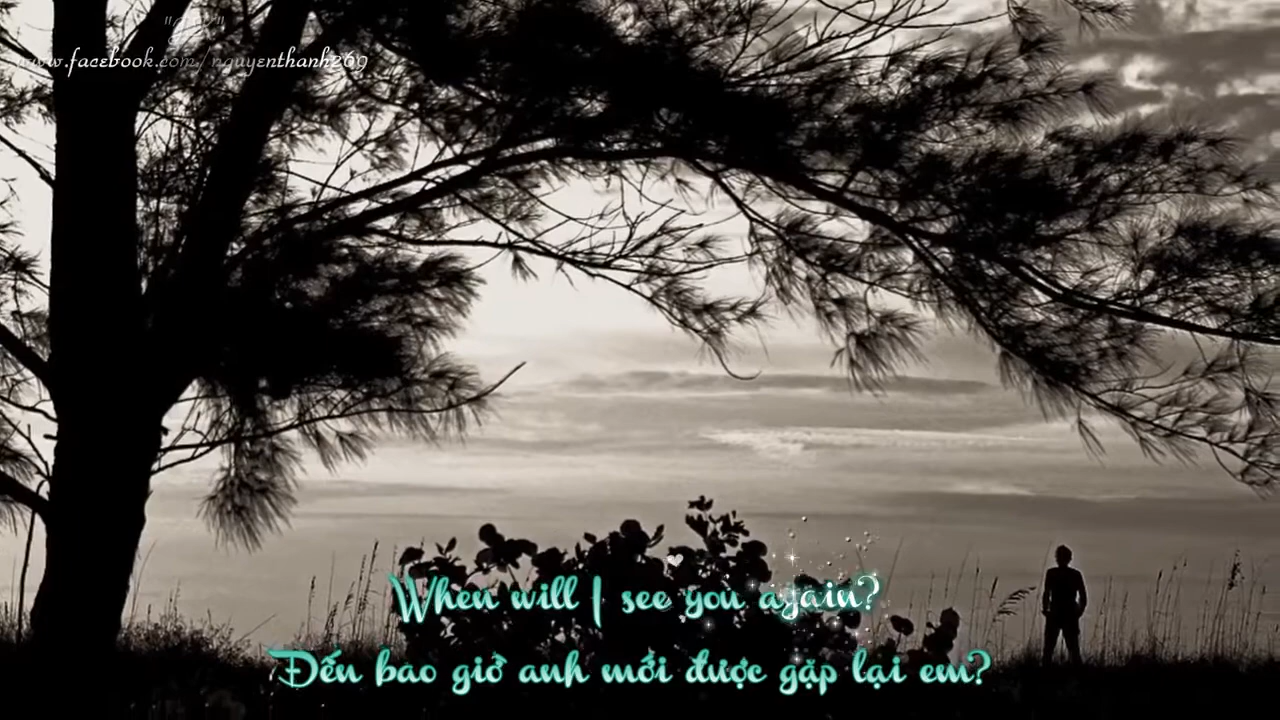 www.facebook.com/nguyenthanh269
When will I see you again?
Đến bao giờ anh mới được gặp lại em?